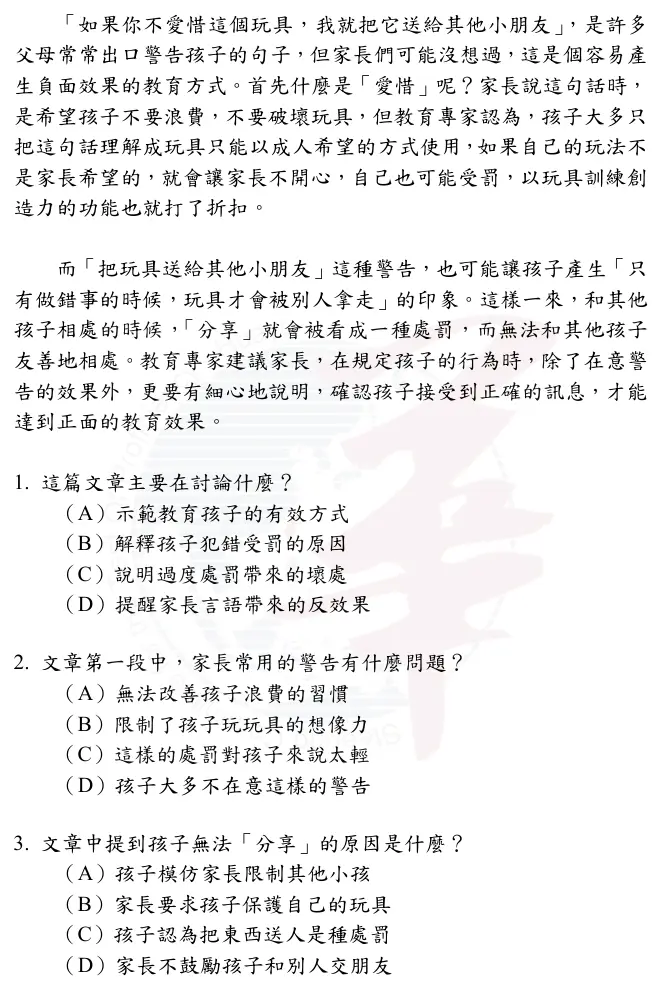 「如果你不愛惜這個玩具，我就把它送給其他小朋友」，是許多
父母常常出口警告孩子的句子，但家長們可能沒想過，這是個容易產
生負面效果的教育方式。首先什麼是「愛惜」呢？家長說這句話時，
是希望孩子不要浪費，不要破壞玩具，但教育專家認為，孩子大多只
把這句話理解成玩具只能以成人希望的方式使用，如果自己的玩法不
是家長希望的，就會讓家長不開心，自己也可能受罰，以玩具訓練創
造力的功能也就打了折扣。
而「把玩具送給其他小朋友」這種警告，也可能讓孩子產生「只
有做錯事的時候，玩具才會被別人拿走」的印象。這樣一來，和其他
孩子相處的時候，「分享」就會被看成一種處罰，而無法和其他孩子
友善地相處。教育專家建議家長，在規定孩子的行為時，除了在意警
告的效果外，更要有細心地說明，確認孩子接受到正確的訊息，才能
達到正面的教育效果。
1. 這篇文章主要在討論什麼？
（A）示範教育孩子的有效方式
（B）解釋孩子犯錯受罰的原因
（C）說明過度處罰帶來的壞處
（D）提醒家長言語帶來的反效果
2. 文章第一段中，家長常用的警告有什麼問題？
（A）無法改善孩子浪費的習慣
（B）限制了孩子玩玩具的想像力
（C）這樣的處罰對孩子來說太輕
（D）孩子大多不在意這樣的警告
3. 文章中提到孩子無法「分享」的原因是什麼？
（A）孩子模仿家長限制其他小孩
（B）家長要求孩子保護自己的玩具
（C）孩子認為把東西送人是種處罰
（D）家長不鼓勵孩子和別人交朋友